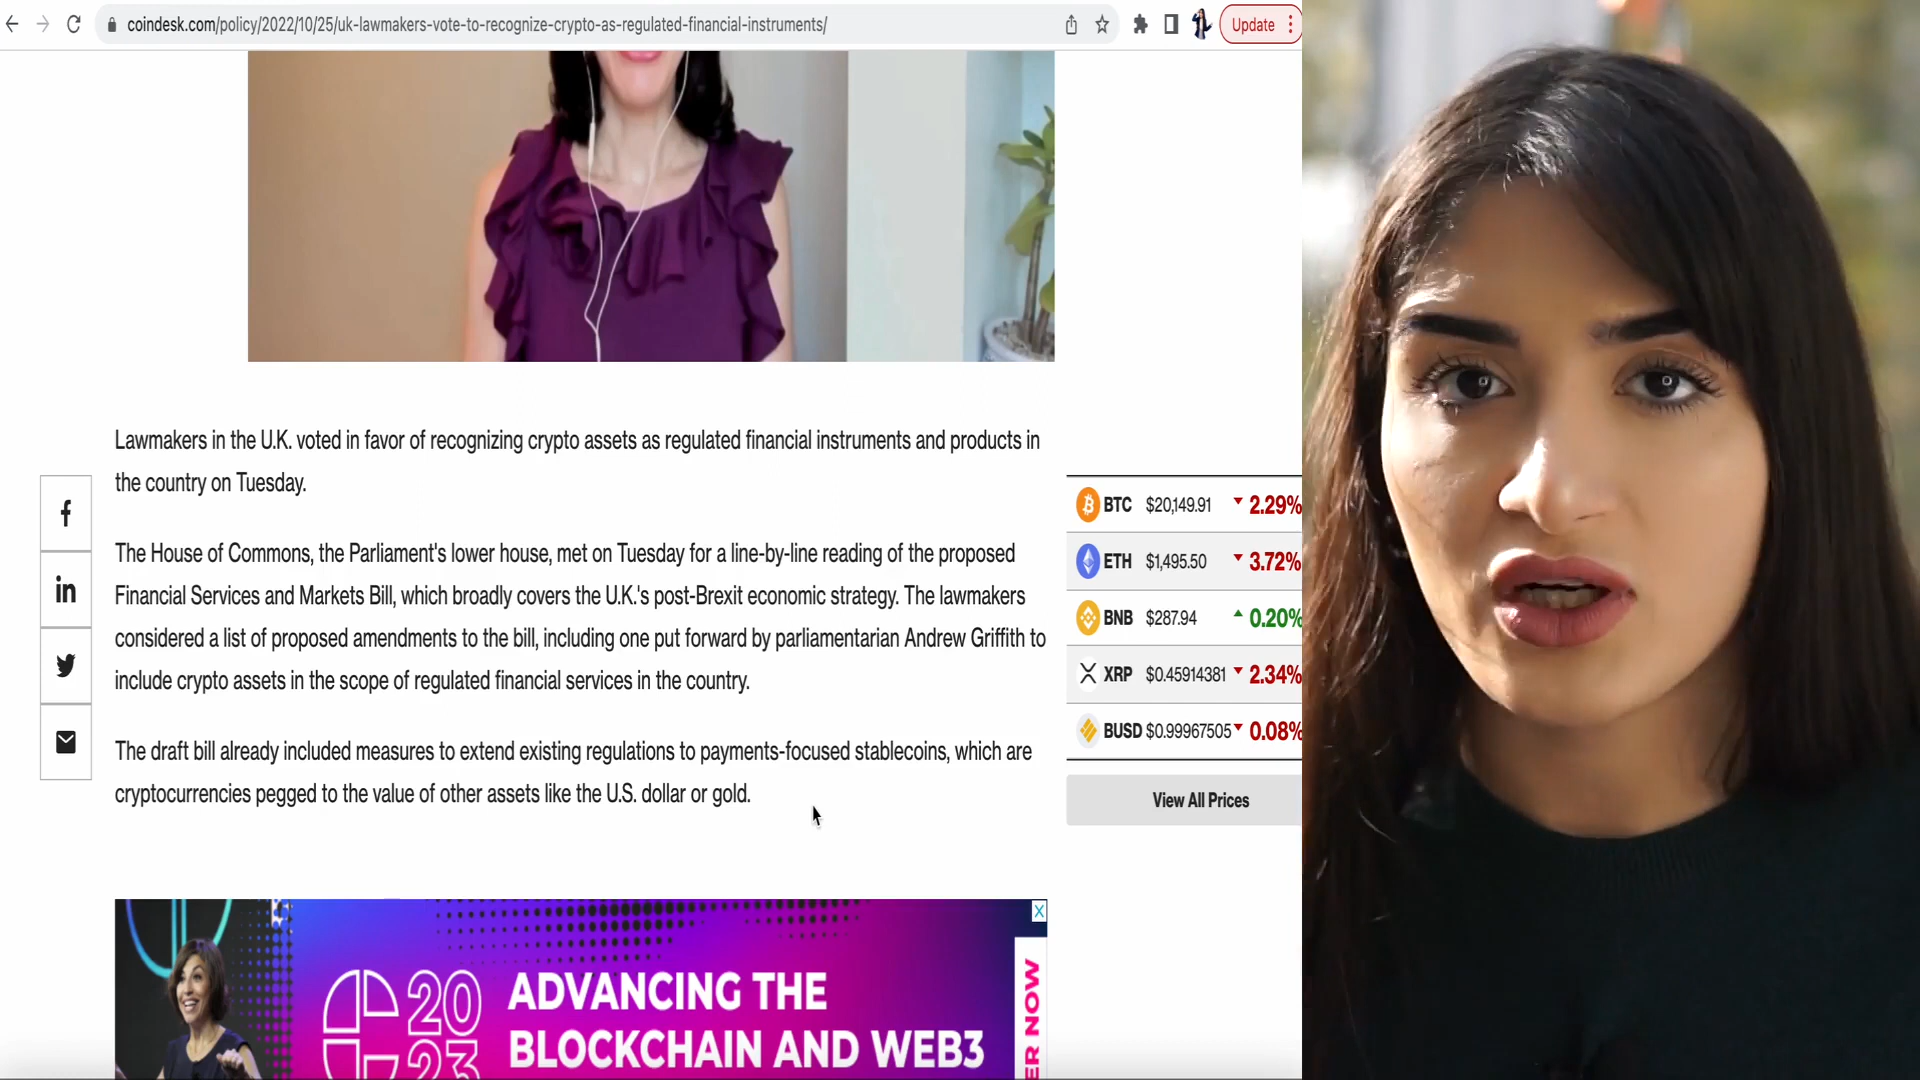 coindesk.com/policy/2022/10/25/uk-lawmakers-vote-to-recognize-crypto-as-regulated-financial-instruments/
Update
Lawmakers in the U.K. voted in favor of recognizing crypto assets as regulated financial instruments and products in
the country on Tuesday.
The House of Commons, the Parliament's lower house, met on Tuesday for a line-by-line reading of the proposed
Financial Services and Markets Bill, which broadly covers the U.K.'s post-Brexit economic strategy. The lawmakers
considered a list of proposed amendments to the bill, including one put forward by parliamentarian Andrew Griffith to
include crypto assets in the scope of regulated financial services in the country.
The draft bill already included measures to extend existing regulations to payments-focused stablecoins, which are
cryptocurrencies pegged to the value of other assets like the U.S. dollar or gold.
BTC $20,149.91 2.29%
ETH $1,495.50 3.72%
BNB $287.94 0.20%
XRP $0.45914381 2.34%
BUSD $0.99967505 0.08%
View All Prices
2023
ADVANCING THE
BLOCKCHAIN AND WEB3
ER NOW